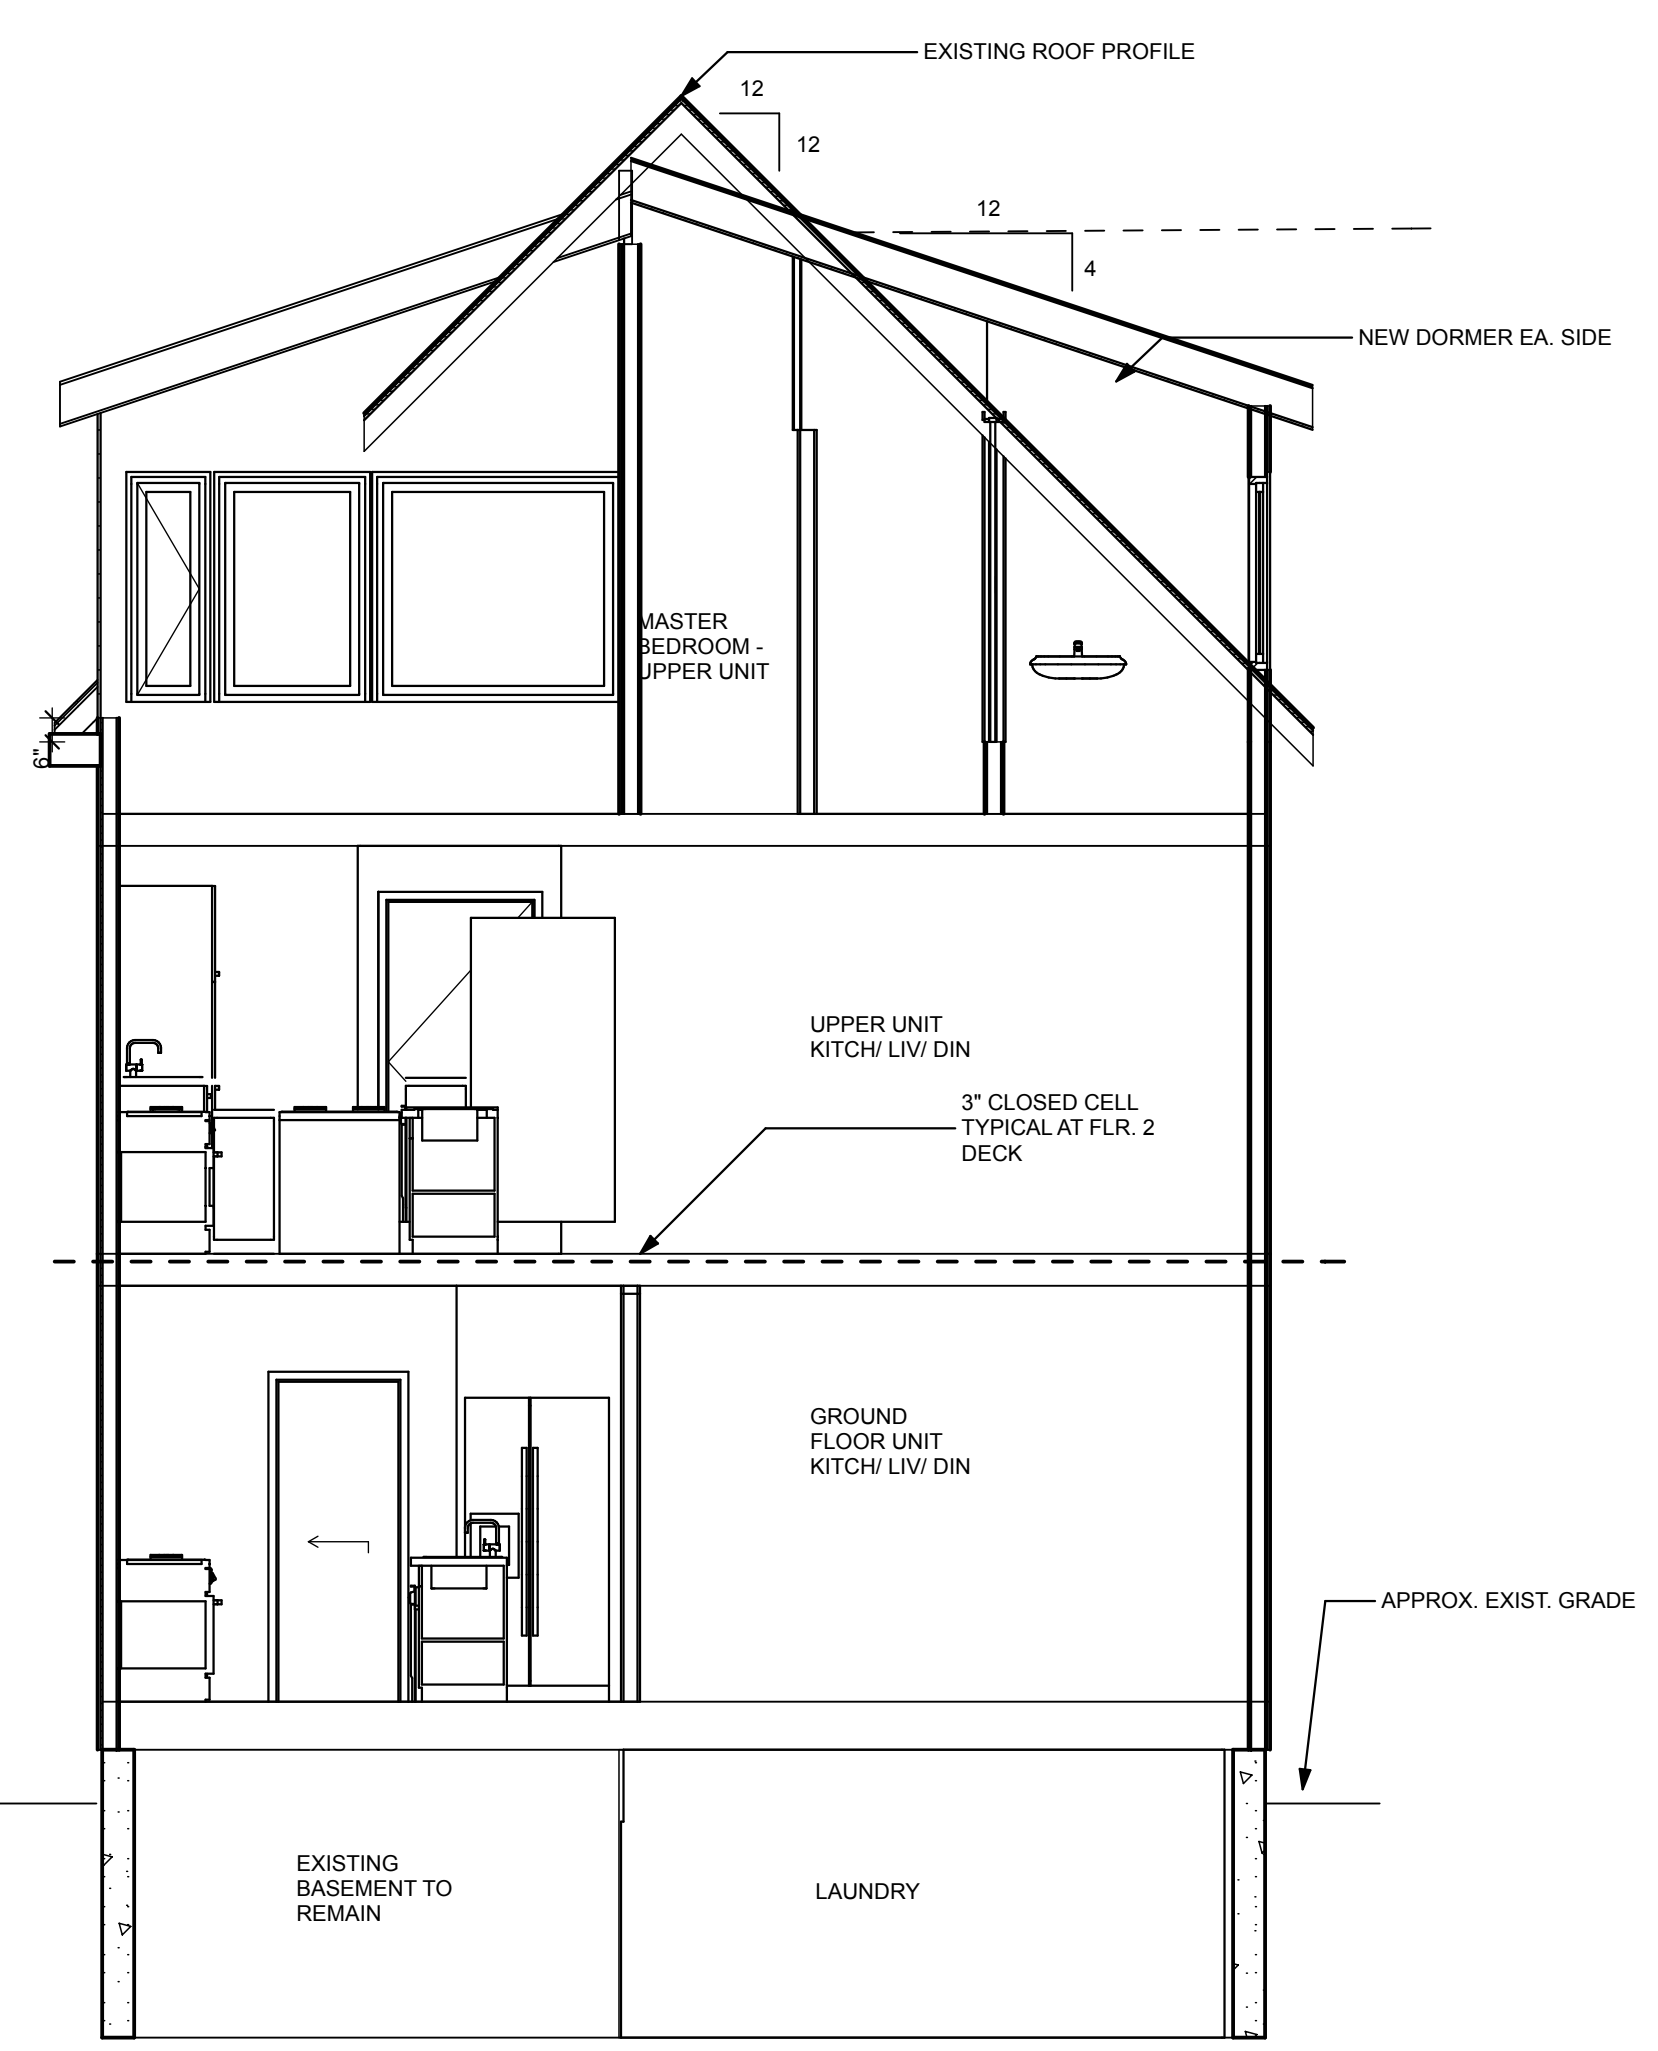 EXISTING ROOF PROFILE
12
12
12
4
NEW DORMER EA. SIDE
MASTER
BEDROOM -
UPPER UNIT
6"
UPPER UNIT
KITCH/ LIV/ DIN
3" CLOSED CELL
TYPICAL AT FLR. 2
DECK
GROUND
FLOOR UNIT
KITCH/ LIV/ DIN
APPROX. EXIST. GRADE
EXISTING
BASEMENT TO
REMAIN
LAUNDRY